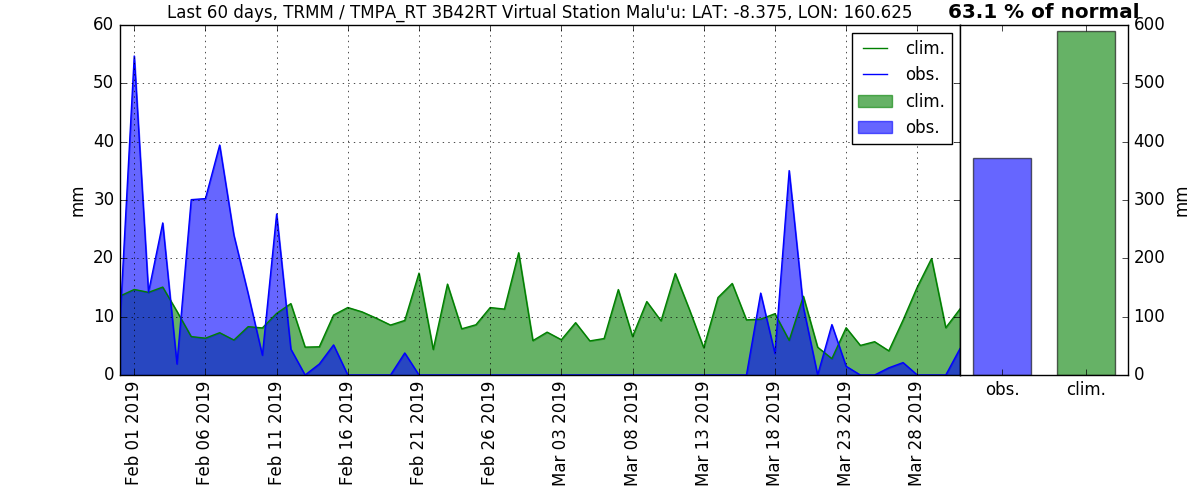 Last 60 days, TRMM / TMPA_RT 3B42RT Virtual Station Malu'u: LAT: -8.375, LON: 160.625
63.1 % of normal
60
50
40
30
20
10
0
mm
clim.
obs.
clim.
obs.
Feb 01 2019
Feb 06 2019
Feb 11 2019
Feb 16 2019
Feb 21 2019
Feb 26 2019
Mar 03 2019
Mar 08 2019
Mar 13 2019
Mar 18 2019
Mar 23 2019
Mar 28 2019
600
500
400
300
200
100
0
mm
obs.
clim.